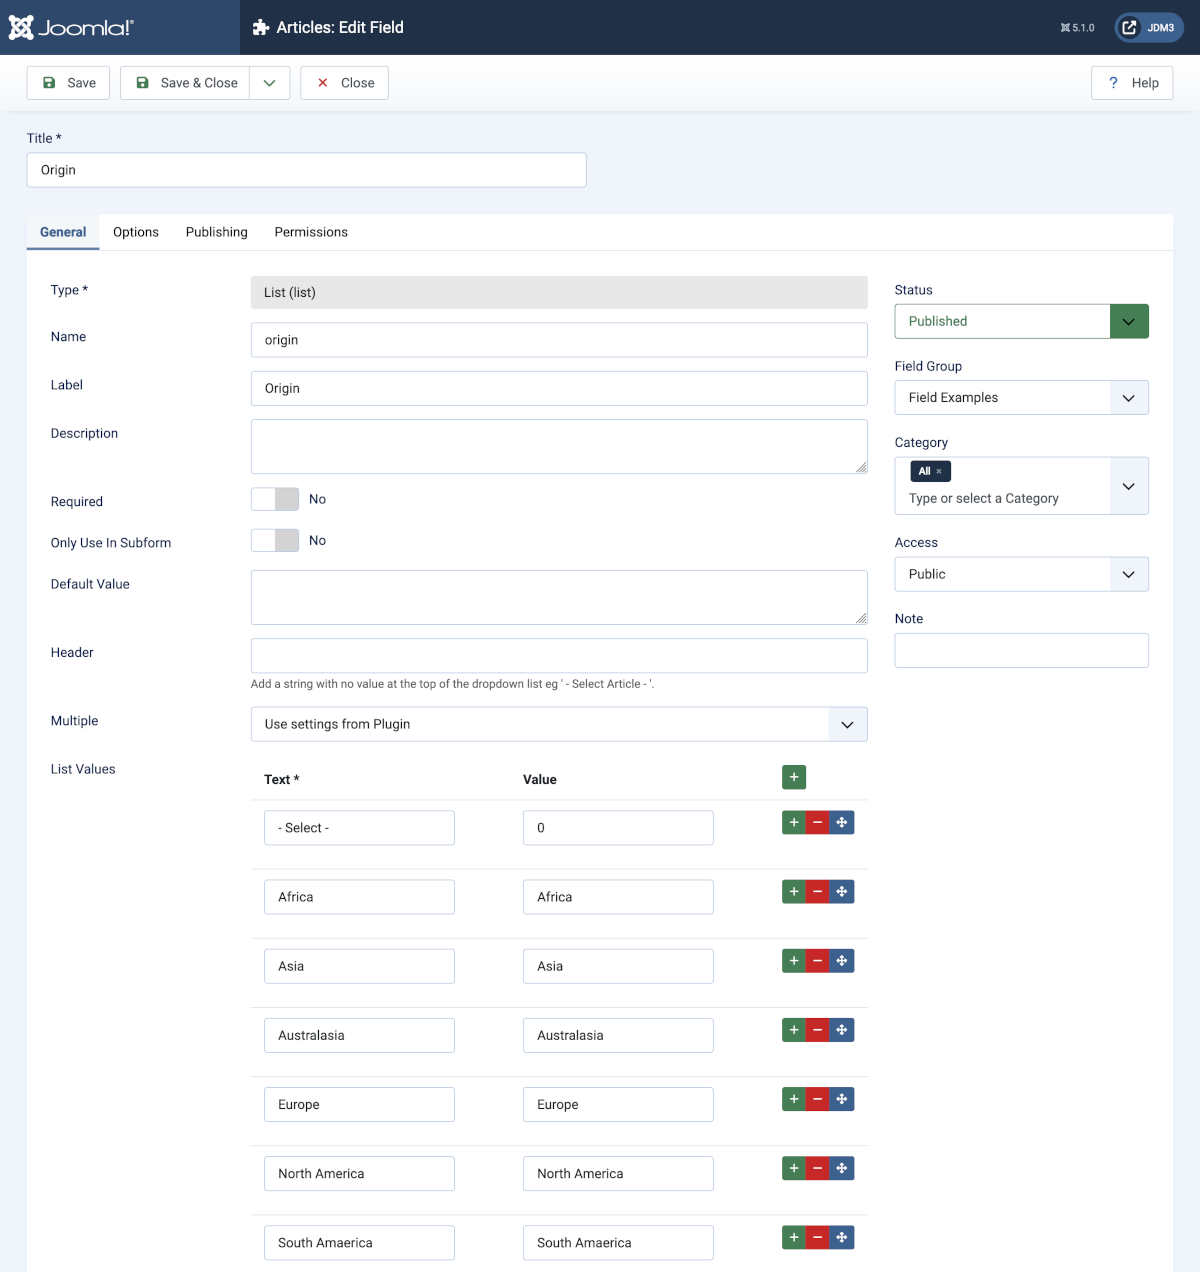 Joomla!
Articles: Edit Field
5.1.0
JDM3
Save
Save & Close
Close
? Help
Title *
Origin
General
Options
Publishing
Permissions
Type *
List (list)
Name
origin
Label
Origin
Description
Required
No
Only Use In Subform
No
Default Value
Header
Add a string with no value at the top of the dropdown list eg ' - Select Article - '.
Multiple
Use settings from Plugin
List Values
Text *
Value
- Select -
0
Africa
Africa
Asia
Asia
Australasia
Australasia
Europe
Europe
North America
North America
South Amaerica
South Amaerica
Status
Published
Field Group
Field Examples
Category
All ×
Type or select a Category
Access
Public
Note